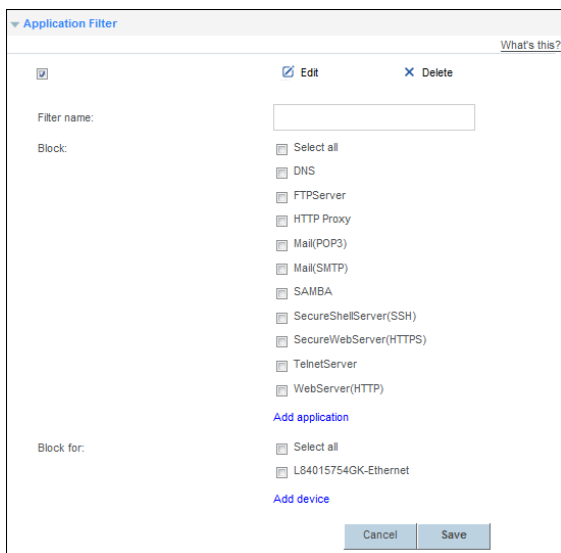 Application Filter
What's this?
Edit Delete
Filter name:
Block: Select all
DNS
FTPServer
HTTP Proxy
Mail(POP3)
Mail(SMTP)
SAMBA
SecureShellServer(SSH)
SecureWebServer(HTTPS)
TelnetServer
WebServer(HTTP)
Add application
Block for: Select all
L84015754GK-Ethernet
Add device
Cancel Save